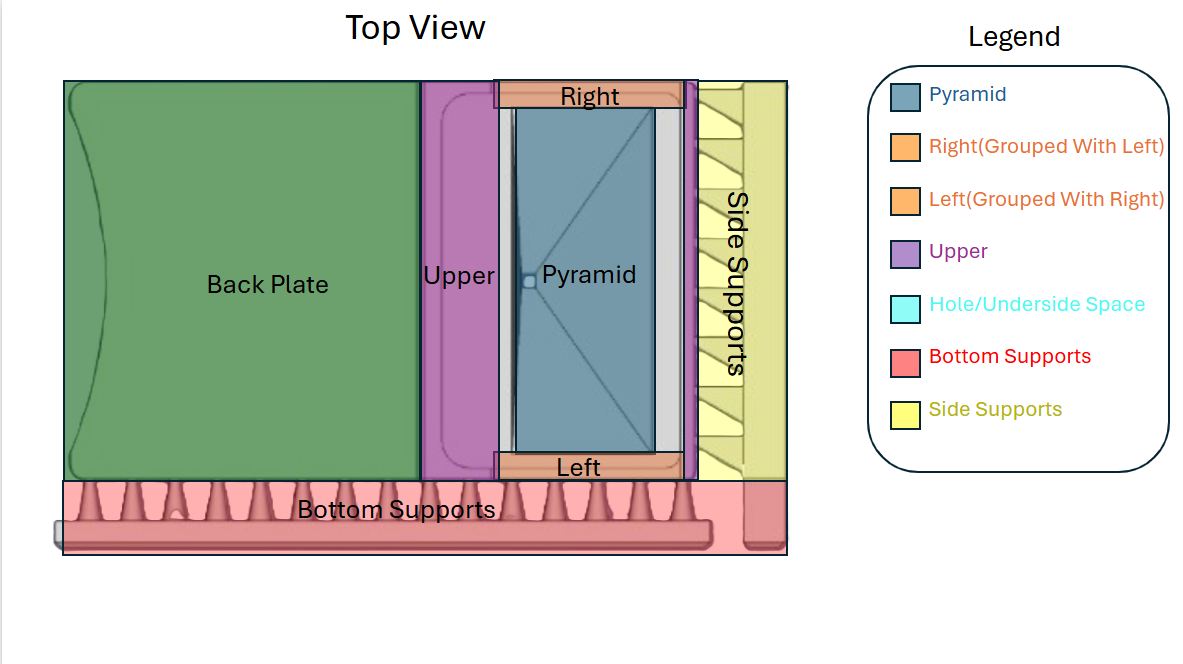 Top View
Legend
Right
Back Plate
Upper
Pyramid
Side Supports
Left
Bottom Supports
Pyramid
Right(Grouped With Left)
Left(Grouped With Right)
Upper
Hole/Underside Space
Bottom Supports
Side Supports